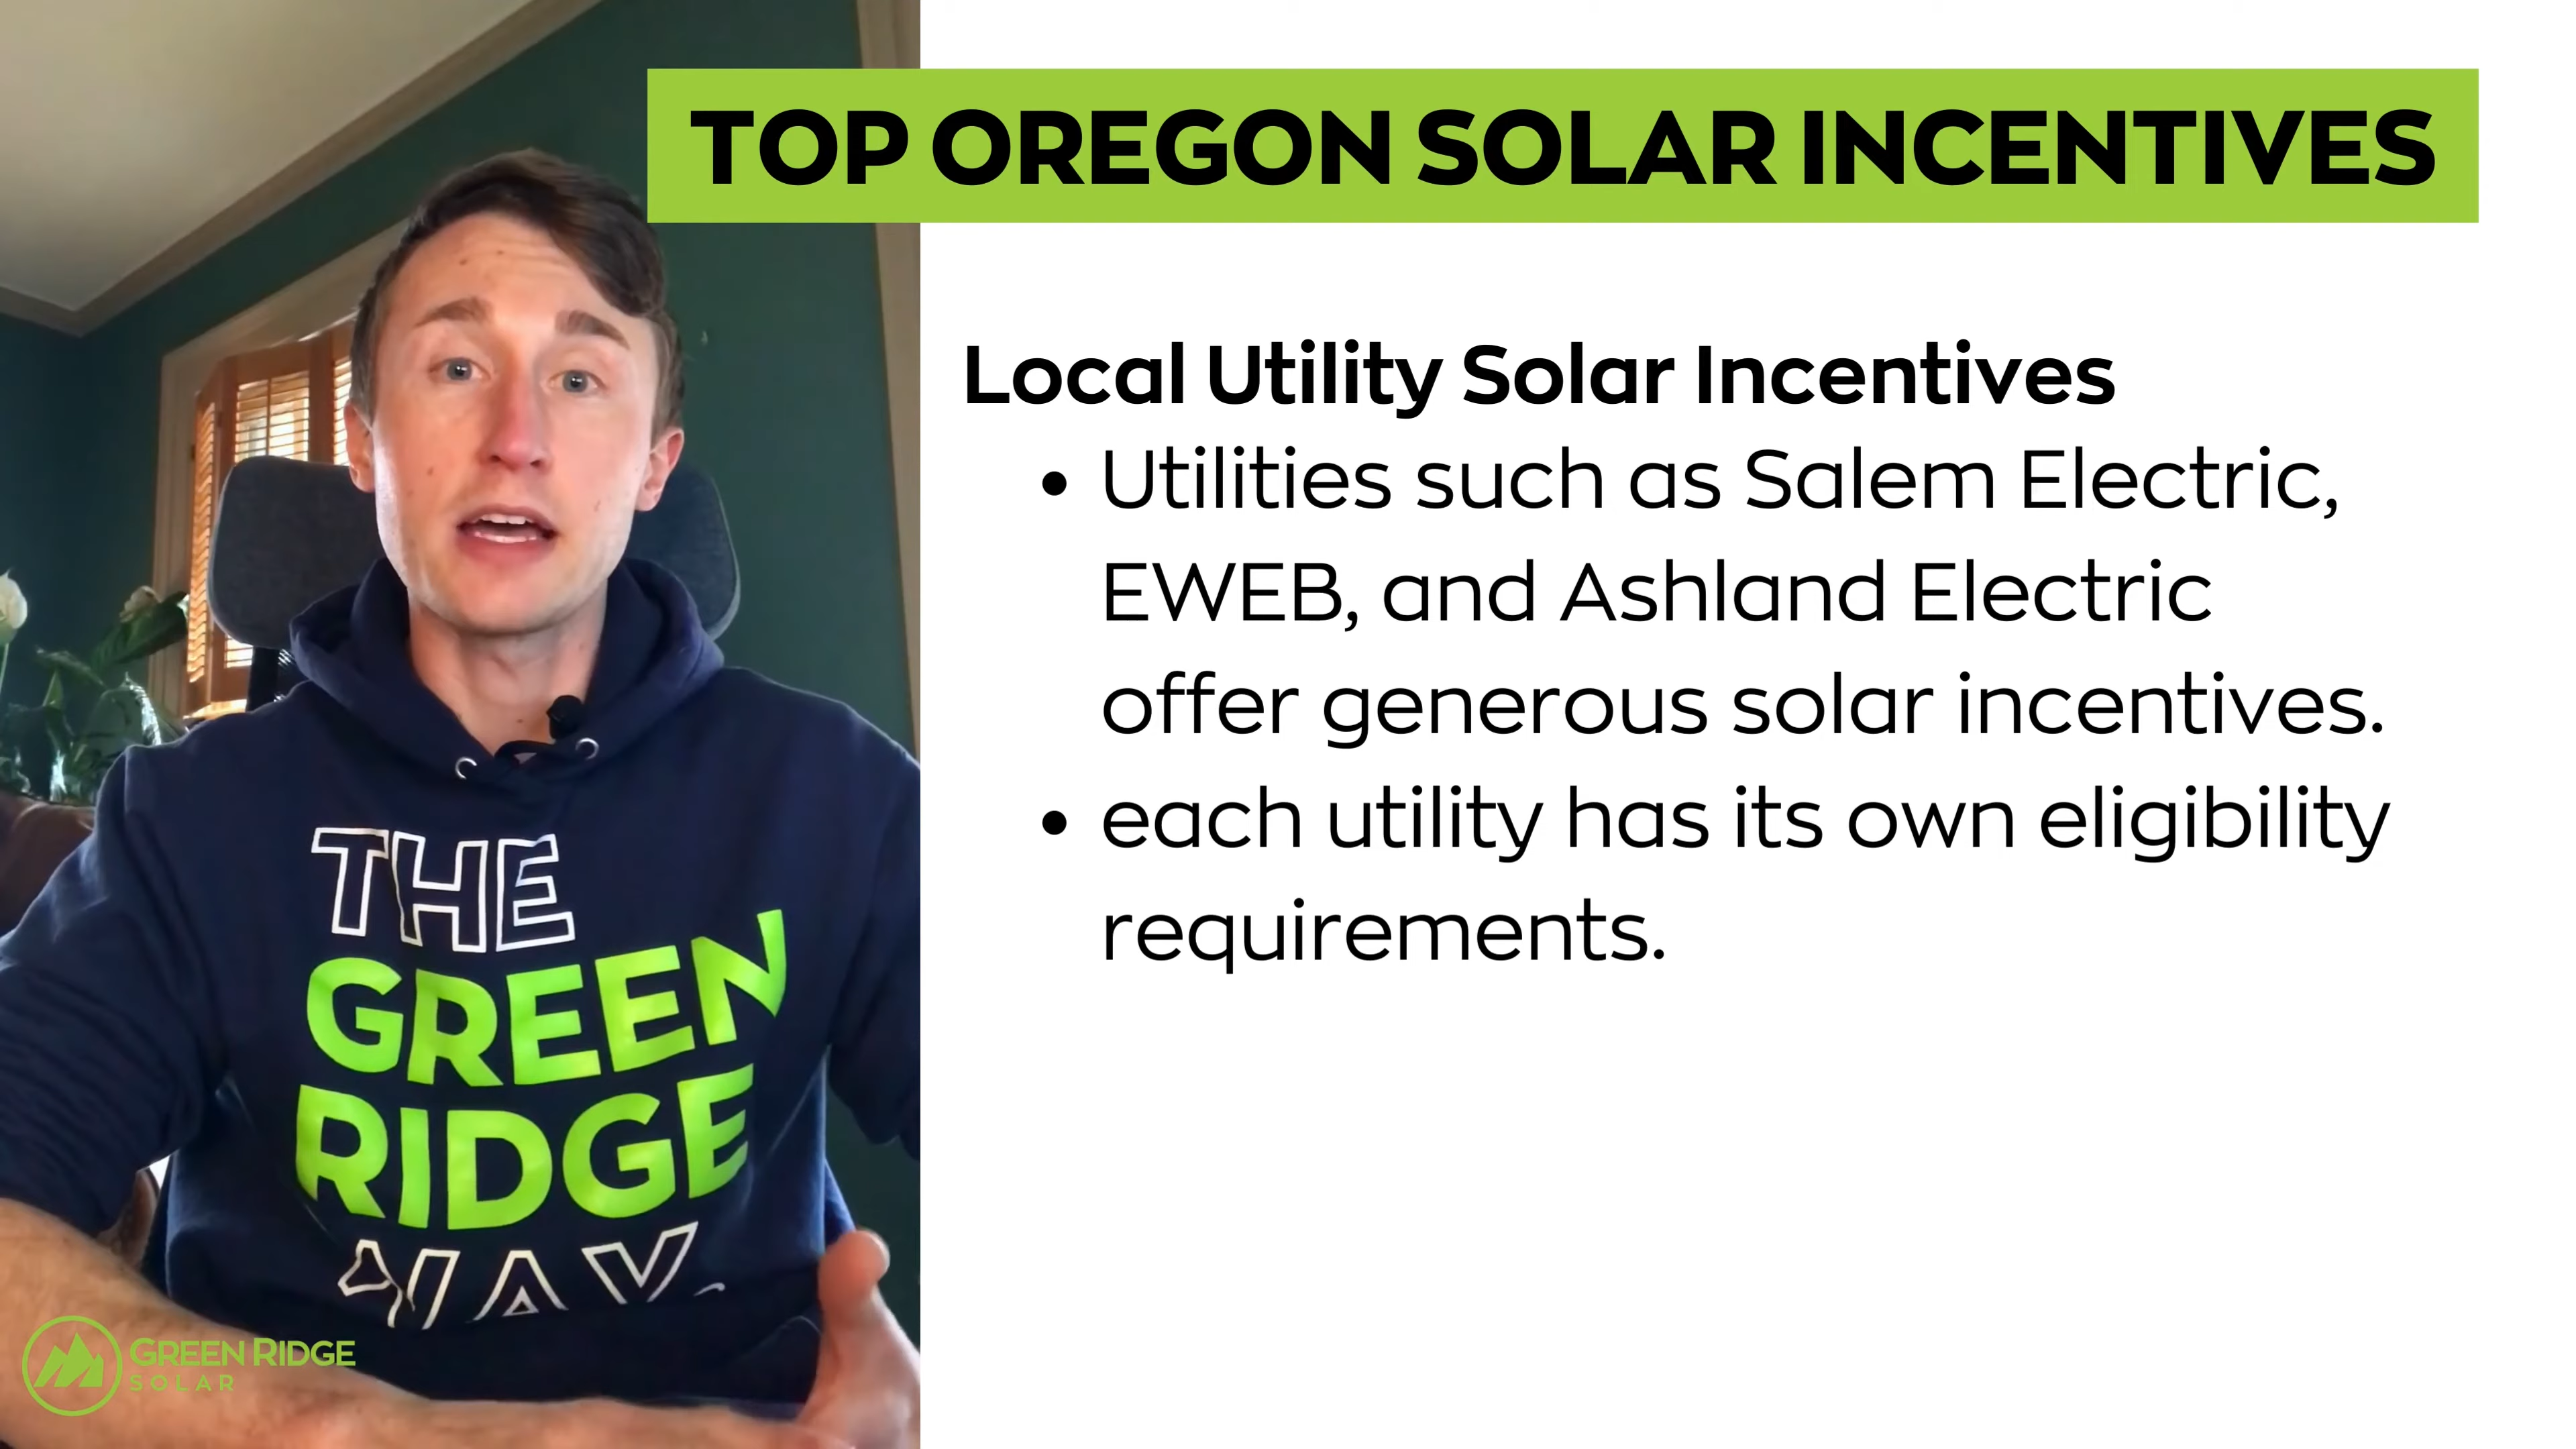 TOP OREGON SOLAR INCENTIVES
Local Utility Solar Incentives
• Utilities such as Salem Electric,
EWEB, and Ashland Electric
offer generous solar incentives.
• each utility has its own eligibility
requirements.
THE
GREEN
RIDGE
WAY.
GREEN RIDGE
SOLAR